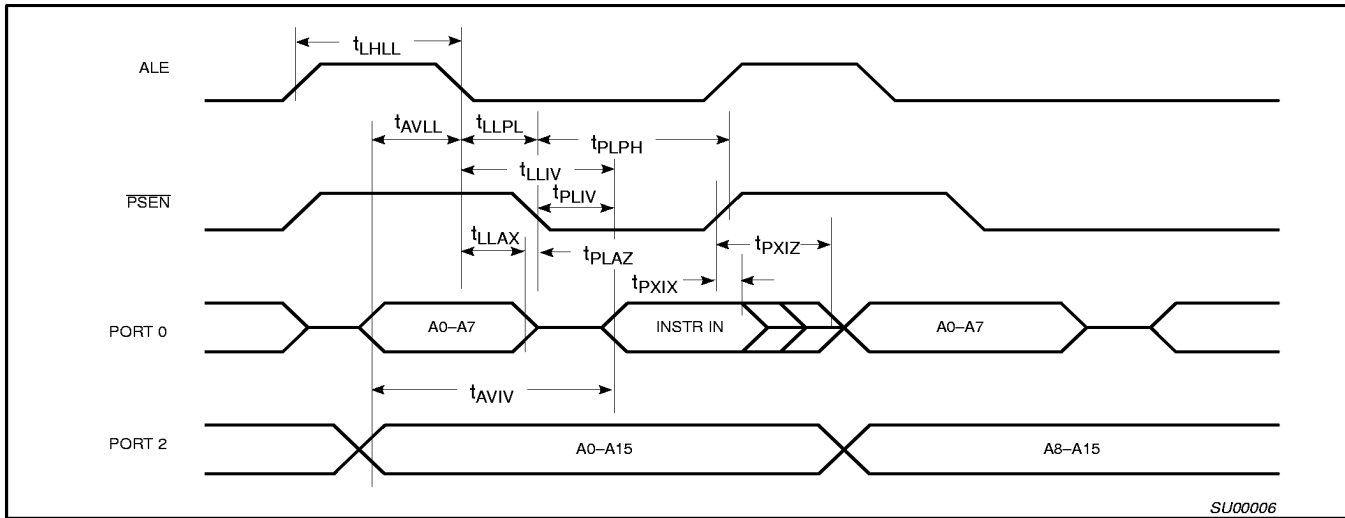 tLHLL
ALE
tAVLL
tLLPL
tPLPH
tLLIV
PSEN
tPLIV
tLLAX
tPLAZ
tPXIZ
tPXIX
PORT 0
A0–A7
INSTR IN
A0–A7
tAVIV
PORT 2
A0–A15
A8–A15
SU00006